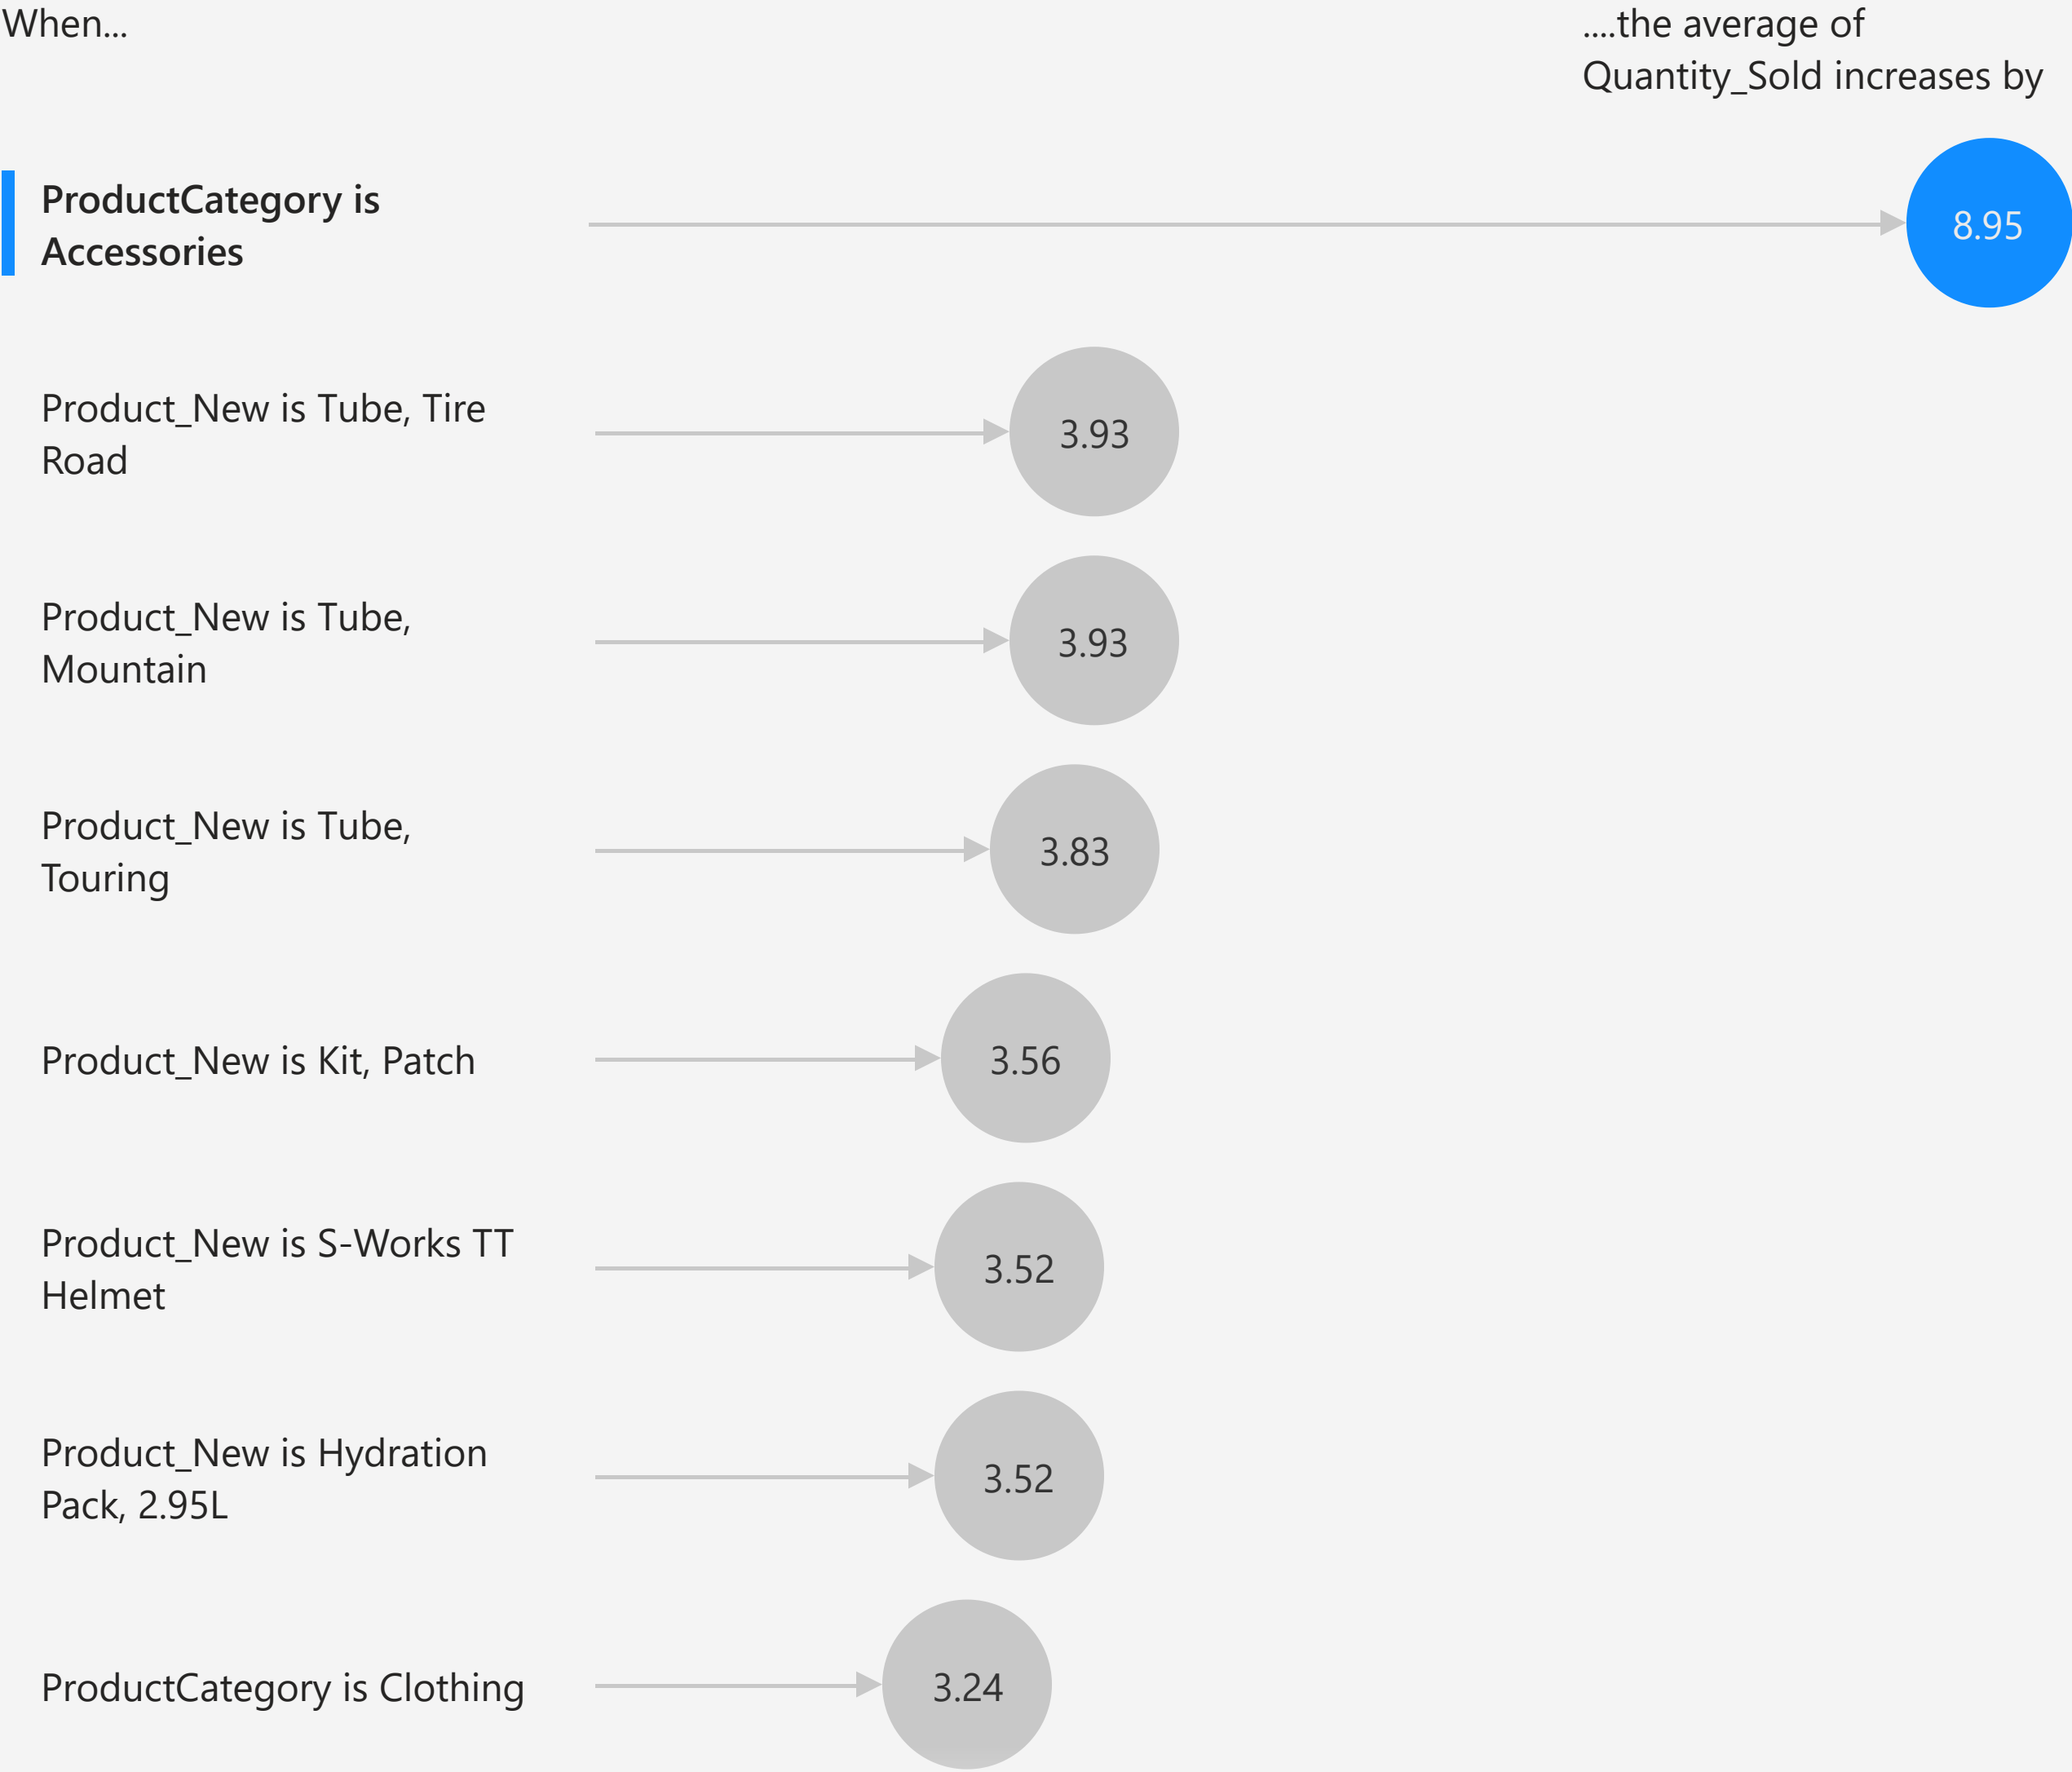 When...
....the average of
Quantity_Sold increases by
ProductCategory is
Accessories
8.95
Product_New is Tube, Tire
Road
3.93
Product_New is Tube,
Mountain
3.93
Product_New is Tube,
Touring
3.83
Product_New is Kit, Patch
3.56
Product_New is S-Works TT
Helmet
3.52
Product_New is Hydration
Pack, 2.95L
3.52
ProductCategory is Clothing
3.24